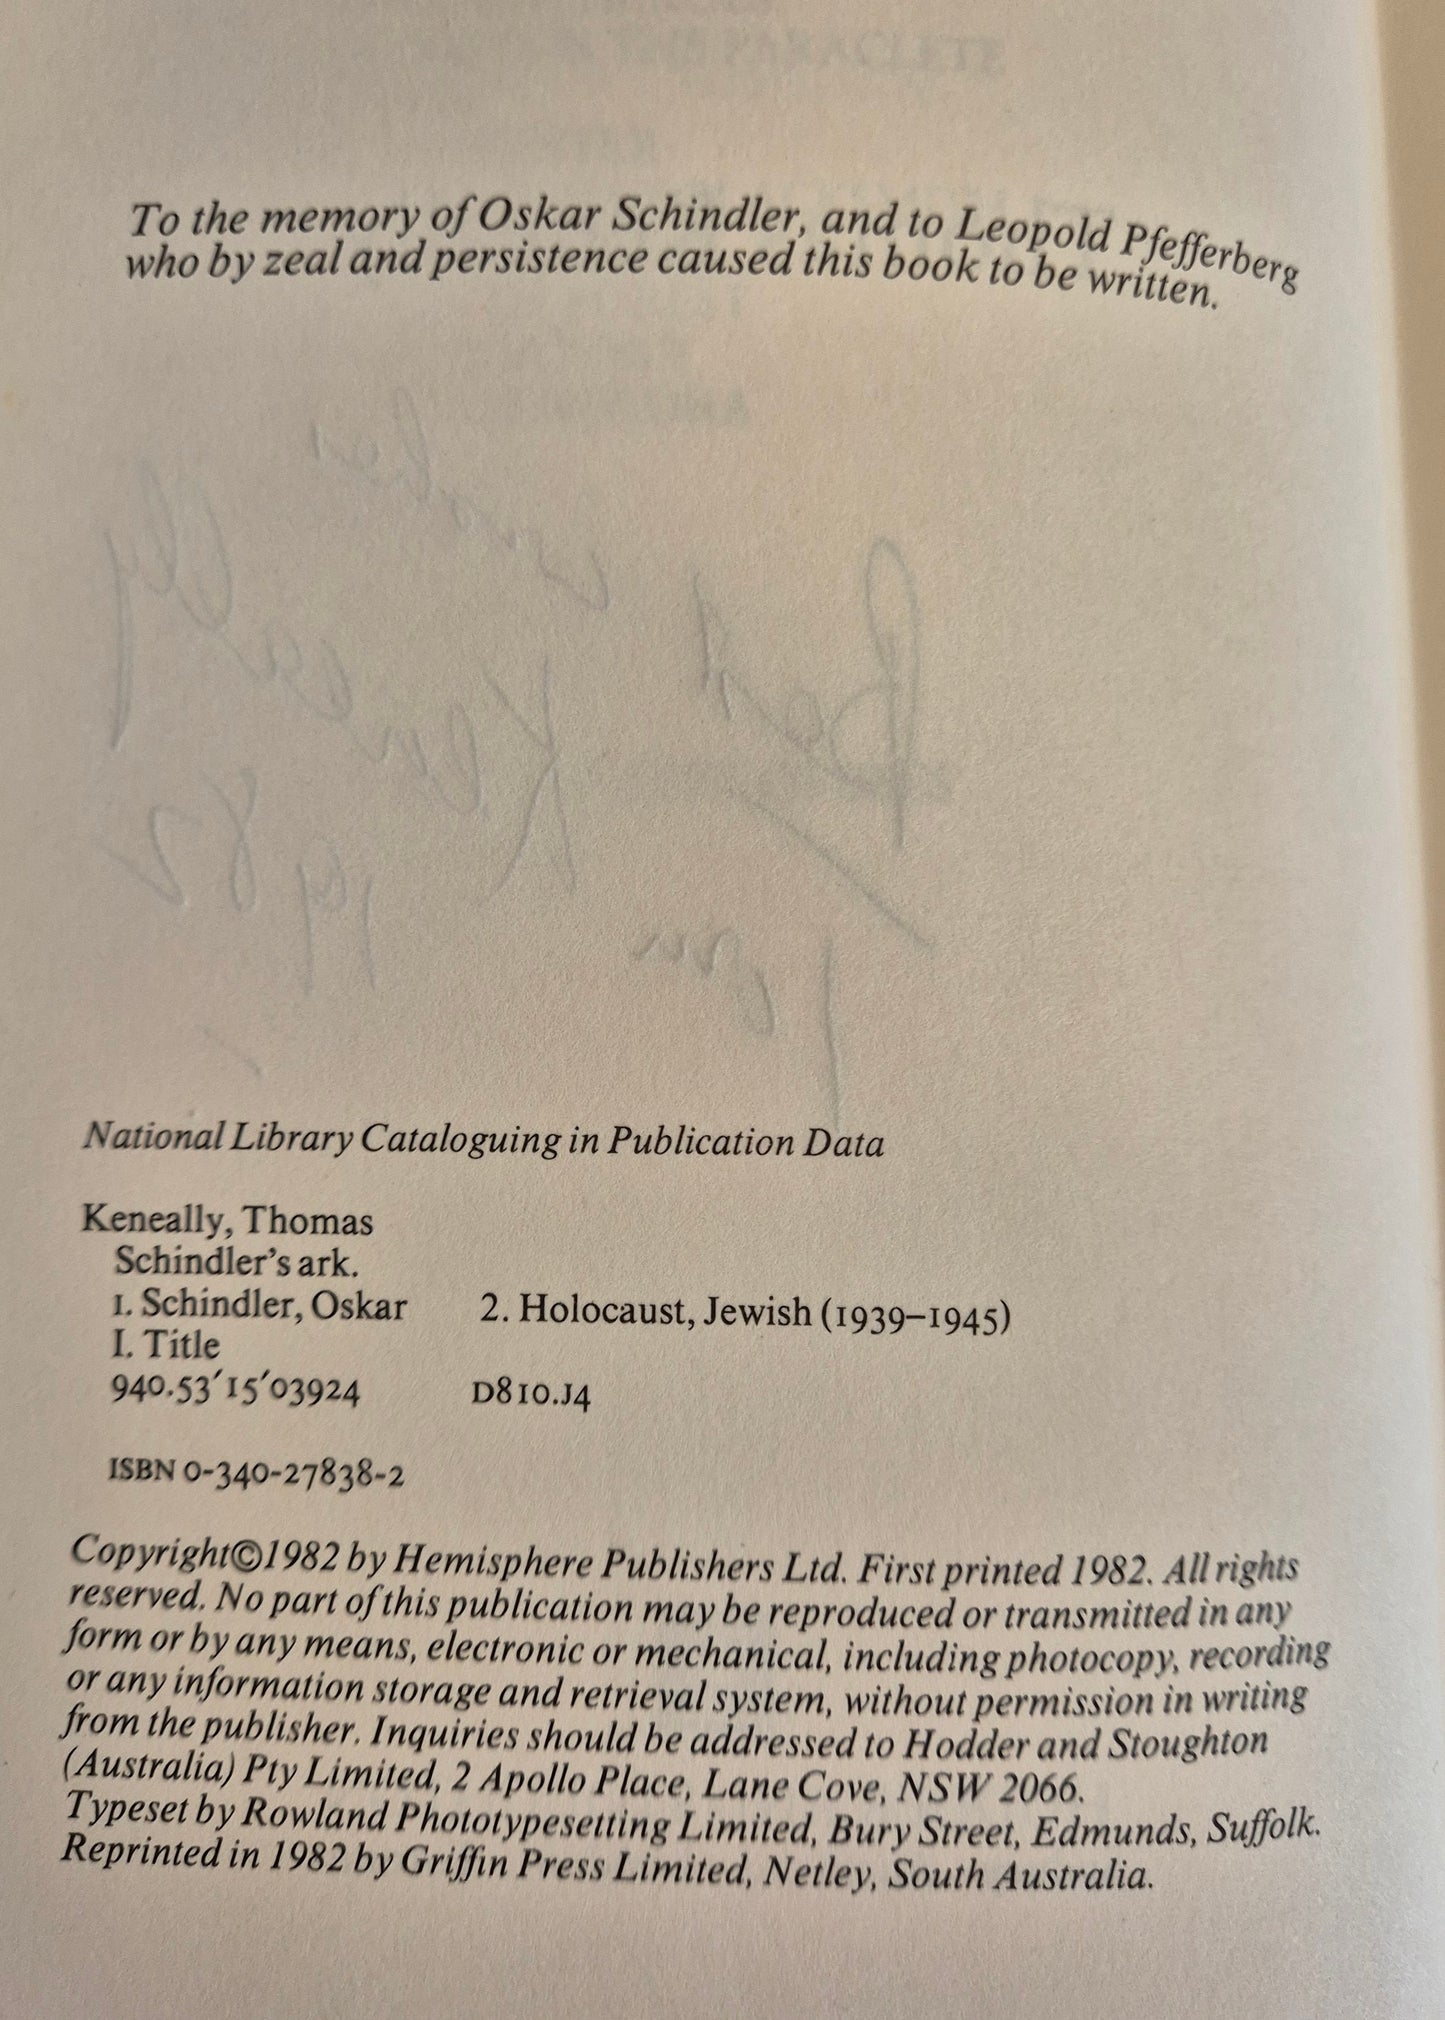 To the memory of Oskar Schindler, and to Leopold Pfefferberg
who by zeal and persistence caused this book to be written.
Best wishes
Tom Keneally
1982
National Library Cataloguing in Publication Data
Keneally, Thomas
Schindler's ark.
1. Schindler, Oskar 2. Holocaust, Jewish (1939–1945)
I. Title
940.53′15′03924 D810.J4
ISBN 0-340-27838-2
Copyright©1982 by Hemisphere Publishers Ltd. First printed 1982. All rights
reserved. No part of this publication may be reproduced or transmitted in any
form or by any means, electronic or mechanical, including photocopy, recording
or any information storage and retrieval system, without permission in writing
from the publisher. Inquiries should be addressed to Hodder and Stoughton
(Australia) Pty Limited, 2 Apollo Place, Lane Cove, NSW 2066.
Typeset by Rowland Phototypesetting Limited, Bury Street, Edmunds, Suffolk.
Reprinted in 1982 by Griffin Press Limited, Netley, South Australia.